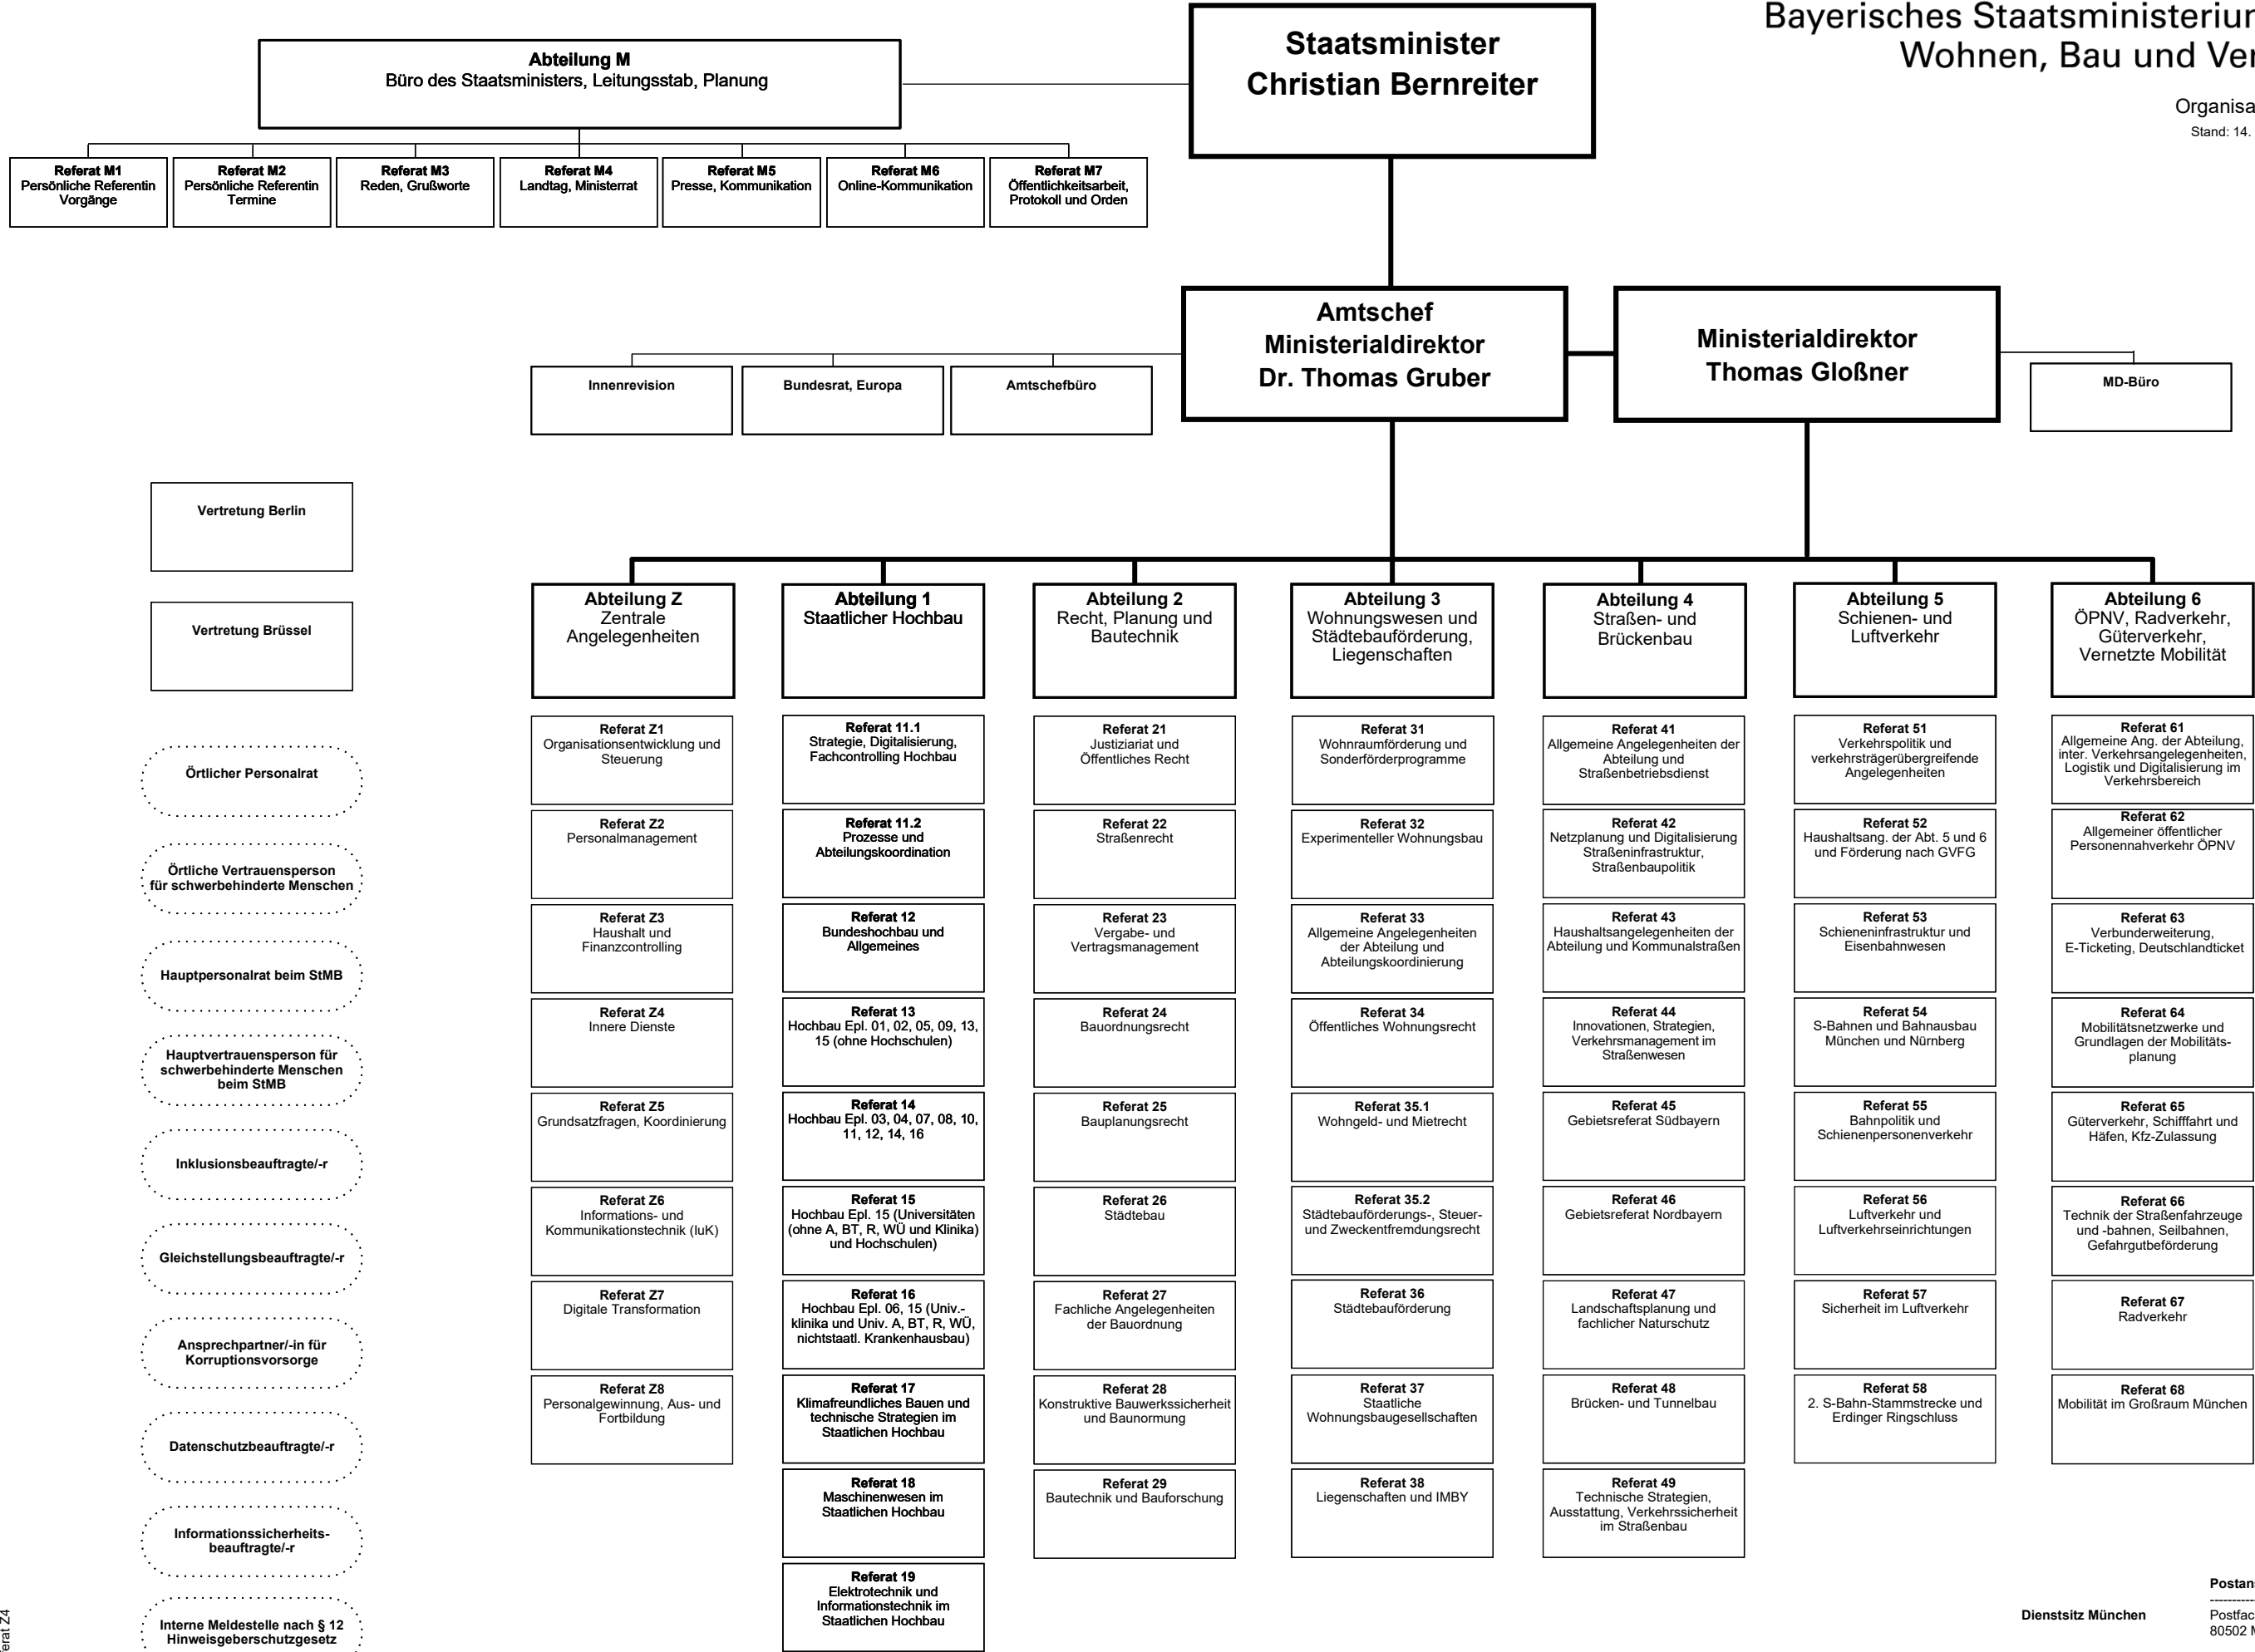 Bayerisches Staatsministerium
Wohnen, Bau und
Organisa
Stand: 14.
Staatsminister
Christian Bernreiter
Abteilung M
Büro des Staatsministers, Leitungsstab, Planung
Referat M1
Persönliche Referentin
Vorgänge
Referat M2
Persönliche Referentin
Termine
Referat M3
Reden, Grußworte
Referat M4
Landtag, Ministerrat
Referat M5
Presse, Kommunikation
Referat M6
Online-Kommunikation
Referat M7
Öffentlichkeitsarbeit,
Protokoll und Orden
Amtschef
Ministerialdirektor
Dr. Thomas Gruber
Ministerialdirektor
Thomas Gloßner
Innenrevision
Bundesrat, Europa
Amtschefbüro
MD-Büro
Vertretung Berlin
Vertretung Brüssel
Örtlicher Personalrat
Örtliche Vertrauensperson
für schwerbehinderte Menschen
Hauptpersonalrat beim StMB
Hauptvertrauensperson für
schwerbehinderte Menschen
beim StMB
Inklusionsbeauftragte/-r
Gleichstellungsbeauftragte/-r
Ansprechpartner/-in für
Korruptionsvorsorge
Datenschutzbeauftragte/-r
Informationssicherheits-
beauftragte/-r
Interne Meldestelle nach § 12
Hinweisgeberschutzgesetz
Abteilung Z
Zentrale
Angelegenheiten
Referat Z1
Organisationsentwicklung und
Steuerung
Referat Z2
Personalmanagement
Referat Z3
Haushalt und
Finanzcontrolling
Referat Z4
Innere Dienste
Referat Z5
Grundsatzfragen, Koordinierung
Referat Z6
Informations- und
Kommunikationstechnik (IuK)
Referat Z7
Digitale Transformation
Referat Z8
Personalgewinnung, Aus- und
Fortbildung
Abteilung 1
Staatlicher Hochbau
Referat 11.1
Strategie, Digitalisierung,
Fachcontrolling Hochbau
Referat 11.2
Prozesse und
Abteilungskoordination
Referat 12
Bundeshochbau und
Allgemeines
Referat 13
Hochbau Epl. 01, 02, 05, 09, 13,
15 (ohne Hochschulen)
Referat 14
Hochbau Epl. 03, 04, 07, 08, 10,
11, 12, 14, 16
Referat 15
Hochbau Epl. 15 (Universitäten
(ohne A, BT, R, WÜ und Klinika)
und Hochschulen)
Referat 16
Hochbau Epl. 06, 15 (Univ.-
klinika und Univ. A, BT, R, WÜ,
nichtstaatl. Krankenhausbau)
Referat 17
Klimafreundliches Bauen und
technische Strategien im
Staatlichen Hochbau
Referat 18
Maschinenwesen im
Staatlichen Hochbau
Referat 19
Elektrotechnik und
Informationstechnik im
Staatlichen Hochbau
Abteilung 2
Recht, Planung und
Bautechnik
Referat 21
Justiziariat und
Öffentliches Recht
Referat 22
Straßenrecht
Referat 23
Vergabe- und
Vertragsmanagement
Referat 24
Bauordnungsrecht
Referat 25
Bauplanungsrecht
Referat 26
Städtebau
Referat 27
Fachliche Angelegenheiten
der Bauordnung
Referat 28
Konstruktive Bauwerkssicherheit
und Baunormung
Referat 29
Bautechnik und Bauforschung
Abteilung 3
Wohnungswesen und
Städtebauförderung,
Liegenschaften
Referat 31
Wohnraumförderung und
Sonderförderprogramme
Referat 32
Experimenteller Wohnungsbau
Referat 33
Allgemeine Angelegenheiten
der Abteilung und
Abteilungskoordinierung
Referat 34
Öffentliches Wohnungsrecht
Referat 35.1
Wohngeld- und Mietrecht
Referat 35.2
Städtebauförderungs-, Steuer-
und Zweckentfremdungsrecht
Referat 36
Städtebauförderung
Referat 37
Staatliche
Wohnungsbaugesellschaften
Referat 38
Liegenschaften und IMBY
Abteilung 4
Straßen- und
Brückenbau
Referat 41
Allgemeine Angelegenheiten der
Abteilung und
Straßenbetriebsdienst
Referat 42
Netzplanung und Digitalisierung
Straßeninfrastruktur,
Straßenbaupolitik
Referat 43
Haushaltsangelegenheiten der
Abteilung und Kommunalstraßen
Referat 44
Innovationen, Strategien,
Verkehrsmanagement im
Straßenwesen
Referat 45
Gebietsreferat Südbayern
Referat 46
Gebietsreferat Nordbayern
Referat 47
Landschaftsplanung und
fachlicher Naturschutz
Referat 48
Brücken- und Tunnelbau
Referat 49
Technische Strategien,
Ausstattung, Verkehrssicherheit
im Straßenbau
Abteilung 5
Schienen- und
Luftverkehr
Referat 51
Verkehrspolitik und
verkehrsträgerübergreifende
Angelegenheiten
Referat 52
Haushaltsang. der Abt. 5 und 6
und Förderung nach GVFG
Referat 53
Schieneninfrastruktur und
Eisenbahnwesen
Referat 54
S-Bahnen und Bahnausbau
München und Nürnberg
Referat 55
Bahnpolitik und
Schienenpersonenverkehr
Referat 56
Luftverkehr und
Luftverkehrseinrichtungen
Referat 57
Sicherheit im Luftverkehr
Referat 58
2. S-Bahn-Stammstrecke und
Erdinger Ringschluss
Abteilung 6
ÖPNV, Radverkehr,
Güterverkehr,
Vernetzte Mobilität
Referat 61
Allgemeine Ang. der Abteilung,
inter. Verkehrsangelegenheiten,
Logistik und Digitalisierung im
Verkehrsbereich
Referat 62
Allgemeiner öffentlicher
Personennahverkehr ÖPNV
Referat 63
Verbunderweiterung,
E-Ticketing, Deutschlandticket
Referat 64
Mobilitätsnetzwerke und
Grundlagen der Mobilitäts-
planung
Referat 65
Güterverkehr, Schifffahrt und
Häfen, Kfz-Zulassung
Referat 66
Technik der Straßenfahrzeuge
und -bahnen, Seilbahnen,
Gefahrgutbeförderung
Referat 67
Radverkehr
Referat 68
Mobilität im Großraum München
Dienstsitz München
Postans
Postfac
80502 M
erat Z4